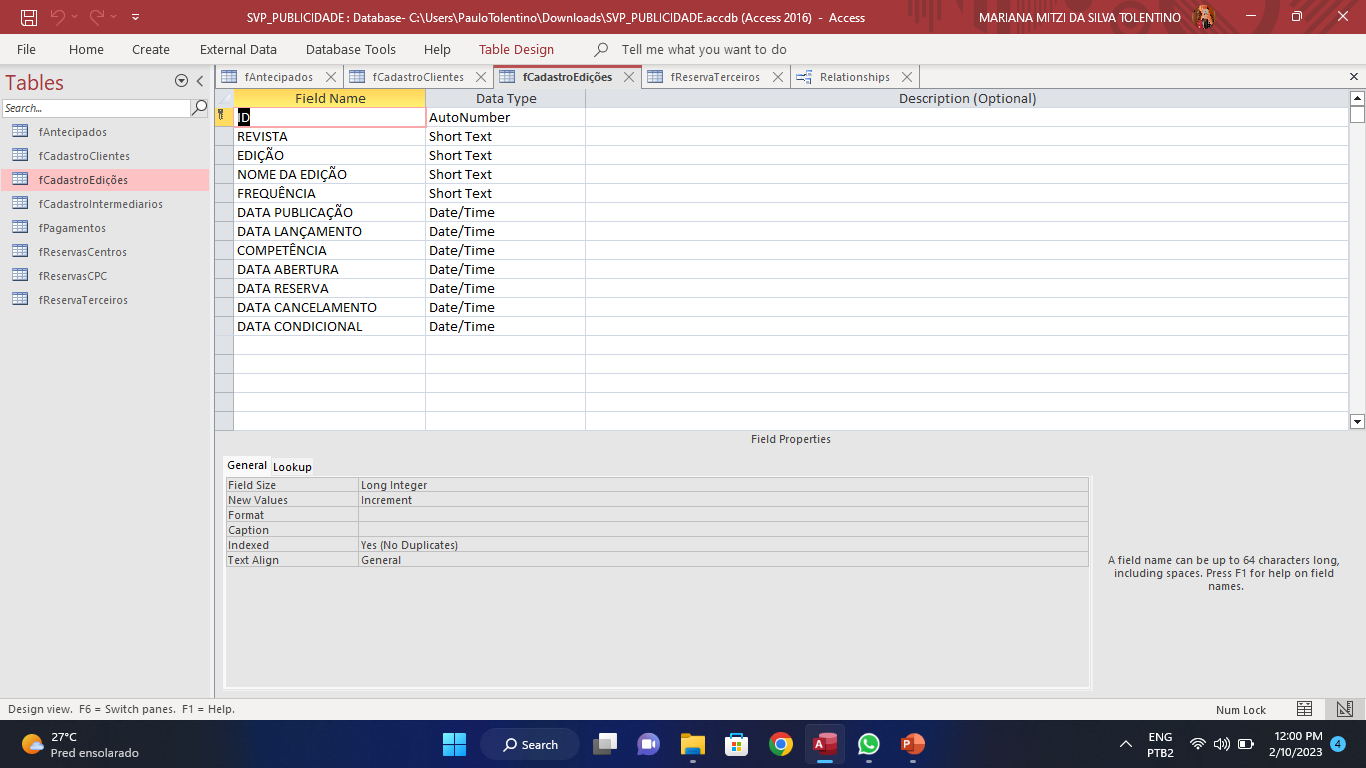 SVP_PUBLICIDADE : Database- C:\Users\PauloTolentino\Downloads\SVP_PUBLICIDADE.accdb (Access 2016) - Access
MARIANA MITZI DA SILVA TOLENTINO
File Home Create External Data Database Tools Help Table Design Tell me what you want to do
Tables
Search...
fAntecipados
fCadastroClientes
fCadastroEdições
fCadastroIntermediarios
fPagamentos
fReservasCentros
fReservasCPC
fReservaTerceiros
fAntecipados fCadastroClientes fCadastroEdições fReservaTerceiros Relationships
Field Name Data Type Description (Optional)
ID AutoNumber
REVISTA Short Text
EDIÇÃO Short Text
NOME DA EDIÇÃO Short Text
FREQUÊNCIA Short Text
DATA PUBLICAÇÃO Date/Time
DATA LANÇAMENTO Date/Time
COMPETÊNCIA Date/Time
DATA ABERTURA Date/Time
DATA RESERVA Date/Time
DATA CANCELAMENTO Date/Time
DATA CONDICIONAL Date/Time
Field Properties
General Lookup
Field Size Long Integer
New Values Increment
Format
Caption
Indexed Yes (No Duplicates)
Text Align General
A field name can be up to 64 characters long,
including spaces. Press F1 for help on field
names.
Design view. F6 = Switch panes. F1 = Help.
Num Lock
27°C
Pred ensolarado
Search
ENG
PTB2
12:00 PM
2/10/2023
4